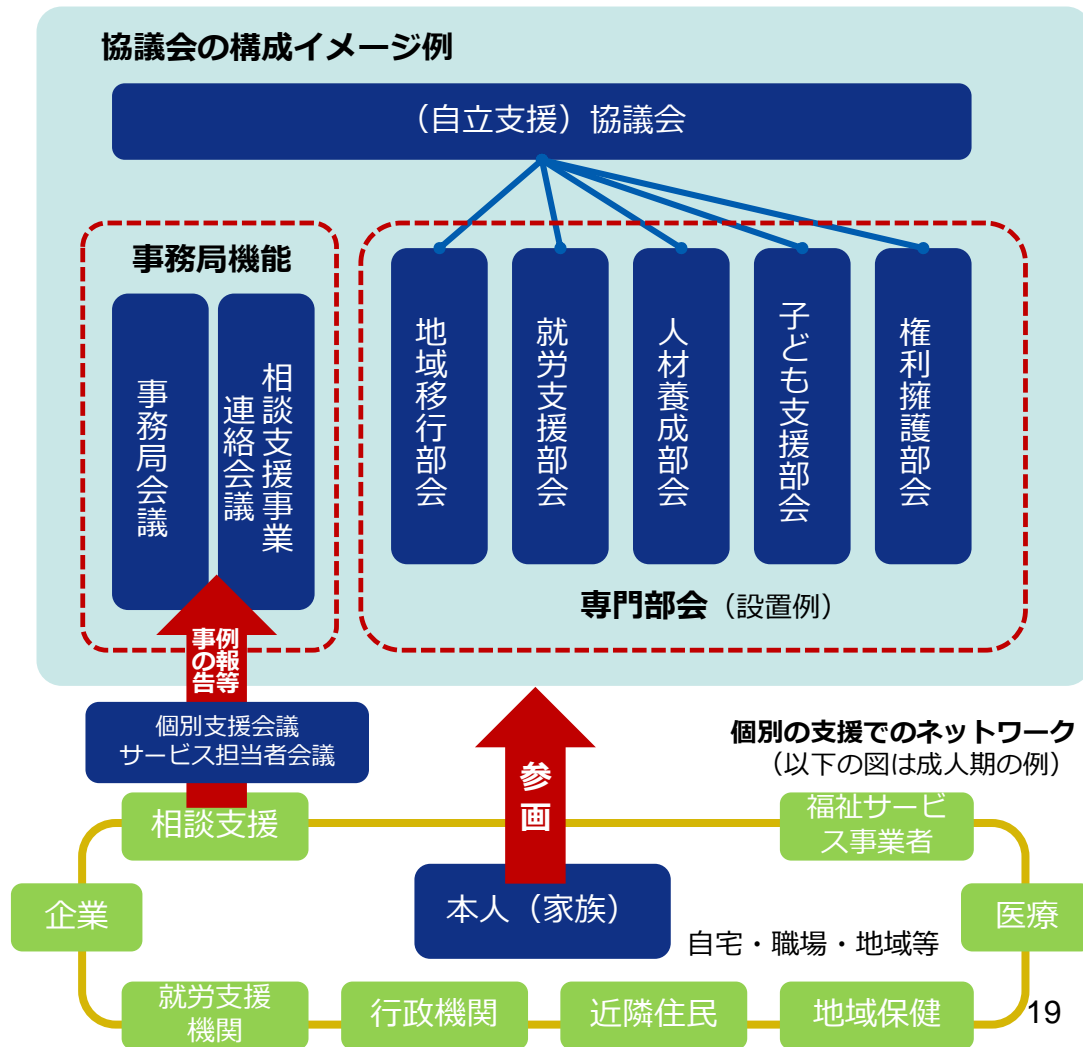 協議会の構成イメージ例
（自立支援）協議会
事務局機能
事務局会議
相談支援事業
連絡会議
地域移行部会
就労支援部会
人材養成部会
子ども支援部会
権利擁護部会
専門部会（設置例）
事例
の報
告等
個別支援会議
サービス担当者会議
参画
個別の支援でのネットワーク
（以下の図は成人期の例）
相談支援
福祉サービ
ス事業者
企業
本人（家族）
医療
自宅・職場・地域等
就労支援
機関
行政機関
近隣住民
地域保健
19